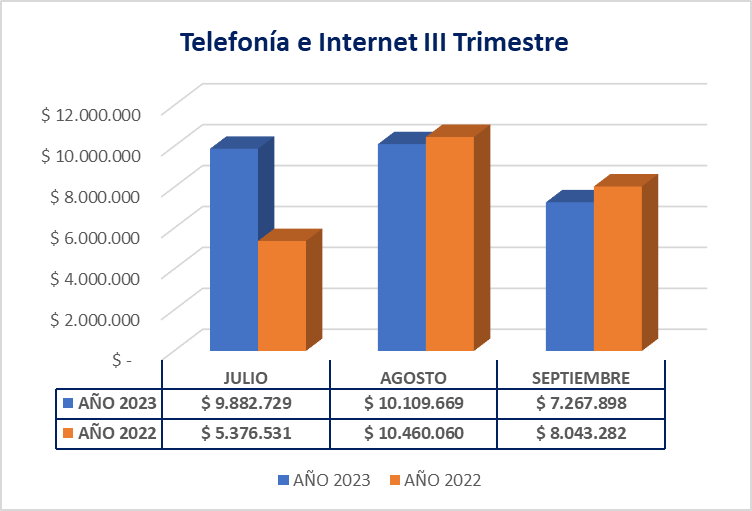 Telefonía e Internet III Trimestre
$ 12.000.000
$ 10.000.000
$ 8.000.000
$ 6.000.000
$ 4.000.000
$ 2.000.000
$ -
JULIO AGOSTO SEPTIEMBRE
AÑO 2023 $ 9.882.729 $ 10.109.669 $ 7.267.898
AÑO 2022 $ 5.376.531 $ 10.460.060 $ 8.043.282
AÑO 2023 AÑO 2022